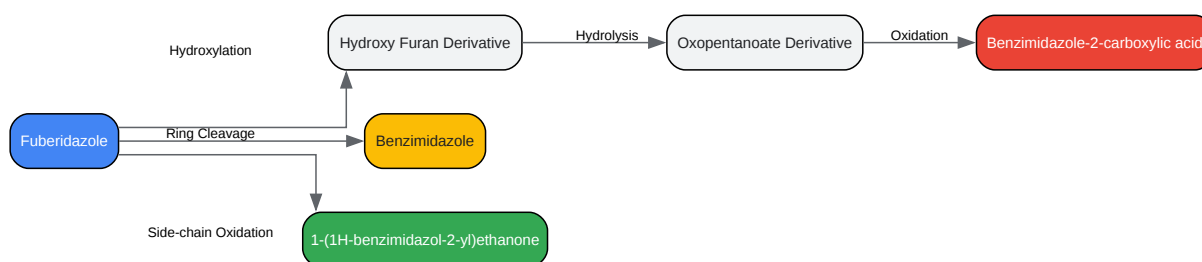 Hydroxylation
Hydroxy Furan Derivative
Hydrolysis
Oxopentanoate Derivative
Oxidation
Benzimidazole-2-carboxylic acid
Fuberidazole
Ring Cleavage
Benzimidazole
Side-chain Oxidation
1-(1H-benzimidazol-2-yl)ethanone